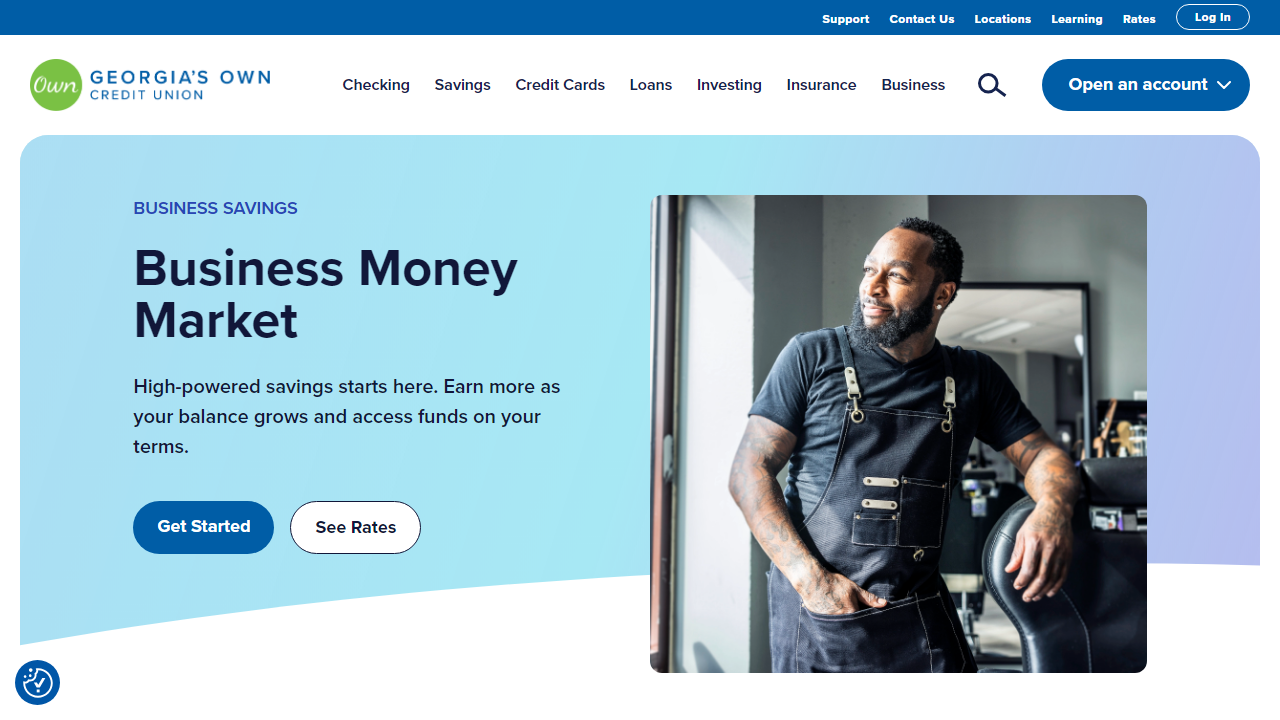 Support Contact Us Locations Learning Rates Log In
Own GEORGIA'S OWN
CREDIT UNION
Checking Savings Credit Cards Loans Investing Insurance Business Open an account
BUSINESS SAVINGS
Business Money
Market
High-powered savings starts here. Earn more as
your balance grows and access funds on your
terms.
Get Started See Rates